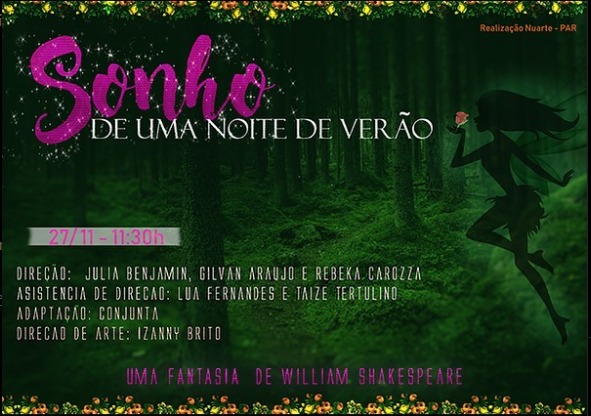 Realização Nuarte - PAR
Sonho
DE UMA NOITE DE VERÃO
27/11 - 11:30h
DIREÇÃO: JULIA BENJAMIN, GILVAN ARAUJO E REBEKA CAROZZA
ASISTENCIA DE DIRECAO: LUA FERNANDES E TAIZE TERTULINO
ADAPTAÇÃO: CONJUNTA
DIRECAO DE ARTE: IZANNY BRITO
UMA FANTASIA DE WILLIAM SHAKESPEARE